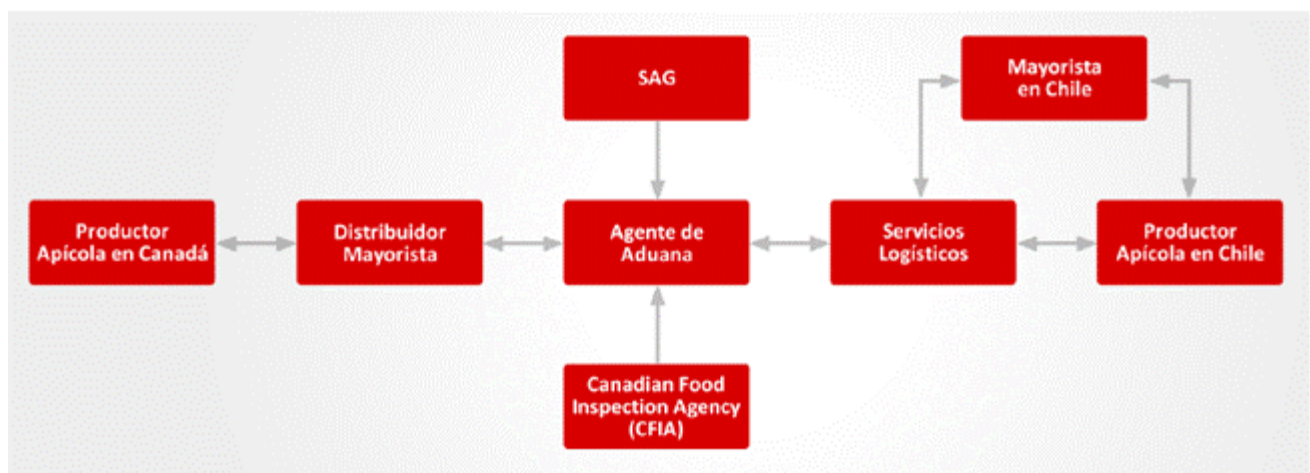 SAG
Mayorista
en Chile
Productor
Apícola en Canadá
Distribuidor
Mayorista
Agente de
Aduana
Servicios
Logísticos
Productor
Apícola en Chile
Canadian Food
Inspection Agency
(CFIA)